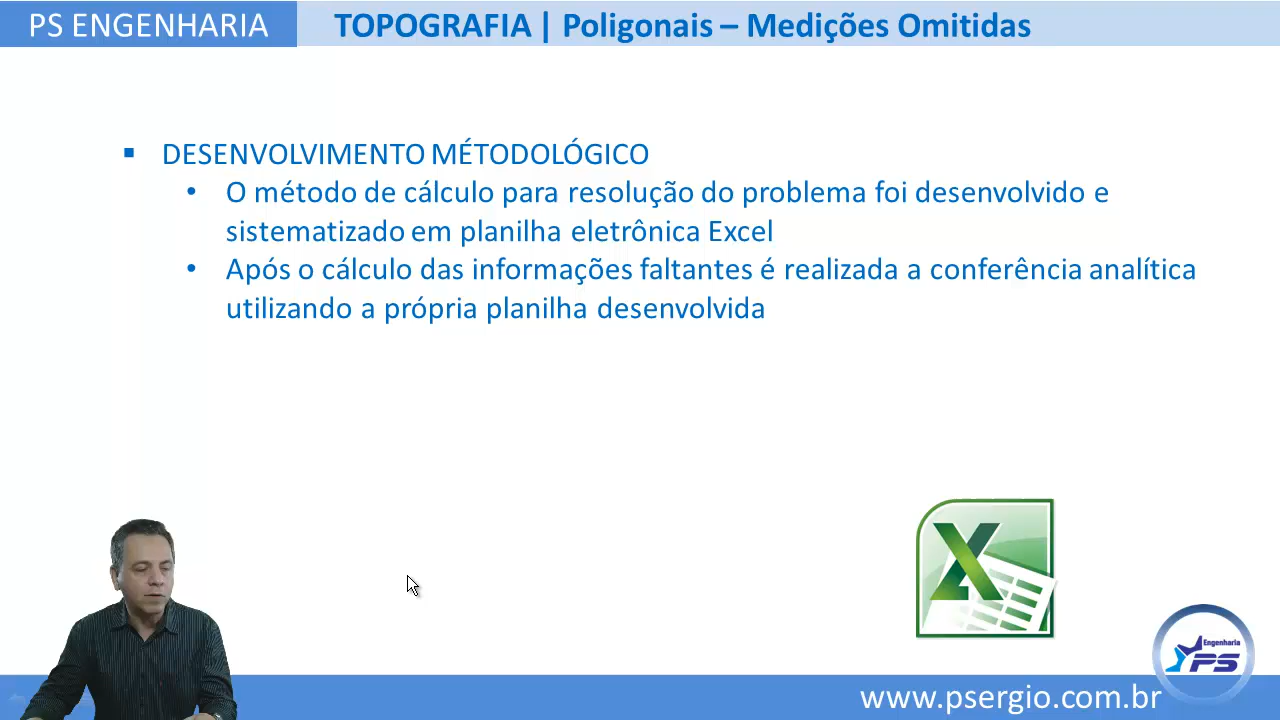 PS ENGENHARIA
TOPOGRAFIA | Poligonais – Medições Omitidas
▪ DESENVOLVIMENTO MÉTODOLÓGICO
• O método de cálculo para resolução do problema foi desenvolvido e
sistematizado em planilha eletrônica Excel
• Após o cálculo das informações faltantes é realizada a conferência analítica
utilizando a própria planilha desenvolvida
X
Engenharia
PS
www.psergio.com.br